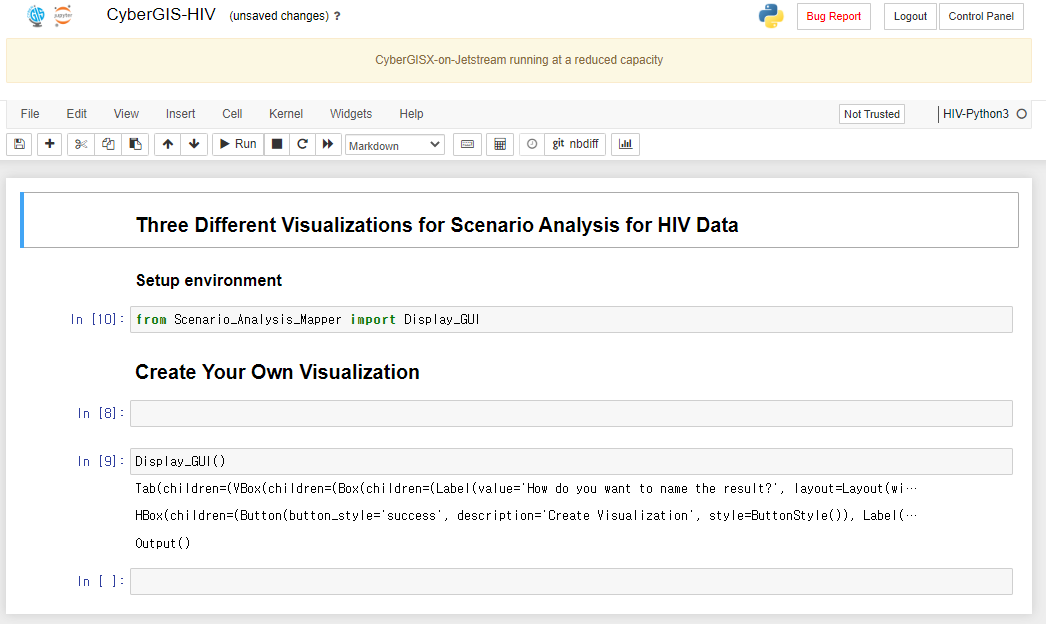 GIS jupyter CyberGIS-HIV (unsaved changes) ? Bug Report Logout Control Panel
CyberGISX-on-Jetstream running at a reduced capacity
File Edit View Insert Cell Kernel Widgets Help Not Trusted HIV-Python3
Run Markdown git nbdiff
Three Different Visualizations for Scenario Analysis for HIV Data
Setup environment
In [10]: from Scenario_Analysis_Mapper import Display_GUI
Create Your Own Visualization
In [8]:
In [9]: Display_GUI()
Tab(children=(VBox(children=(Box(children=(Label(value='How do you want to name the result?', layout=Layout(wi…
HBox(children=(Button(button_style='success', description='Create Visualization', style=ButtonStyle()), Label(…
Output()
In [ ]: